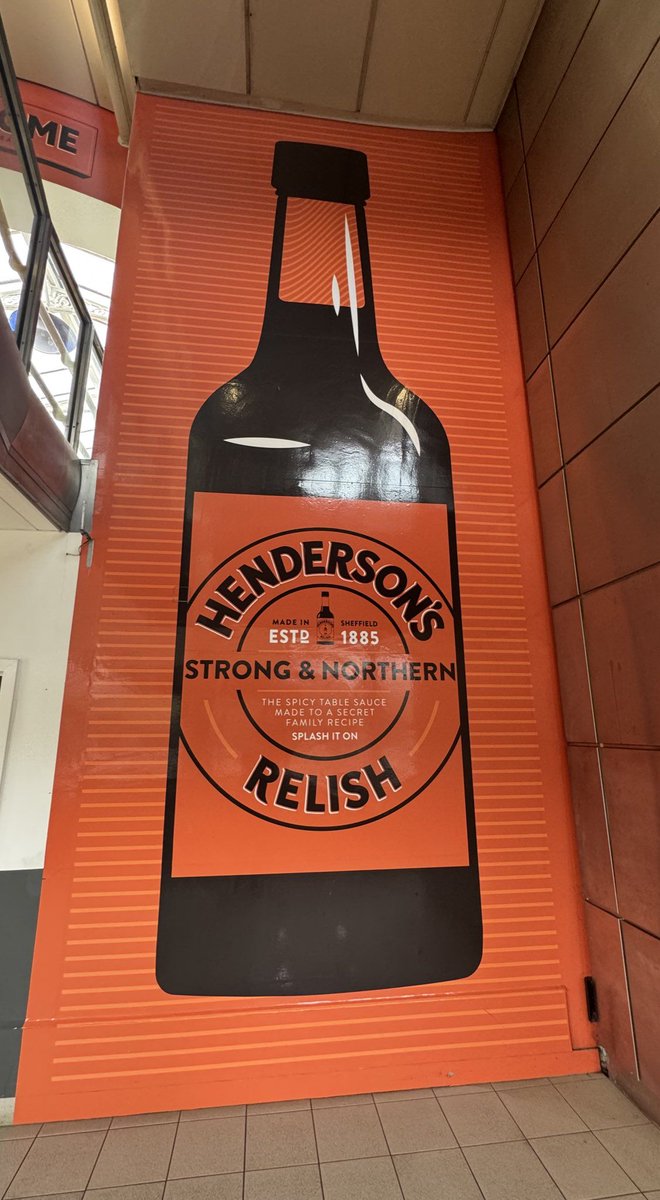 OME
HENDERSON'S
MADE IN SHEFFIELD
ESTD 1885
STRONG & NORTHERN
THE SPICY TABLE SAUCE
MADE TO A SECRET
FAMILY RECIPE
SPLASH IT ON
RELISH